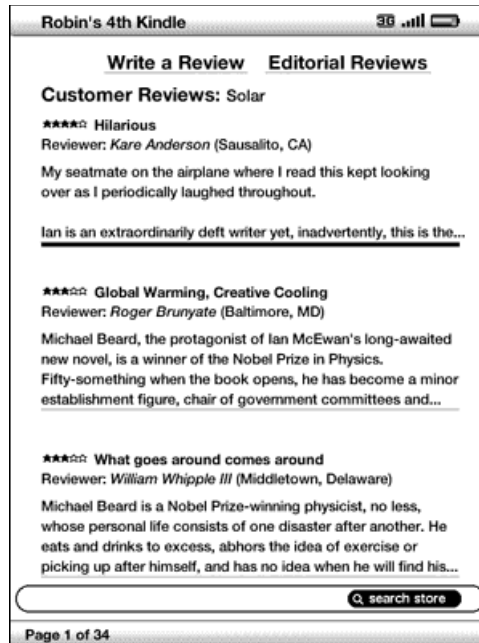 Robin's 4th Kindle 3G
Write a Review Editorial Reviews
Customer Reviews: Solar
Hilarious
Reviewer: Kare Anderson (Sausalito, CA)
My seatmate on the airplane where I read this kept looking
over as I periodically laughed throughout.
Ian is an extraordinarily deft writer yet, inadvertently, this is the...
Global Warming, Creative Cooling
Reviewer: Roger Brunyate (Baltimore, MD)
Michael Beard, the protagonist of Ian McEwan's long-awaited
new novel, is a winner of the Nobel Prize in Physics.
Fifty-something when the book opens, he has become a minor
establishment figure, chair of government committees and...
What goes around comes around
Reviewer: William Whipple III (Middletown, Delaware)
Michael Beard is a Nobel Prize-winning physicist, no less,
whose personal life consists of one disaster after another. He
eats and drinks to excess, abhors the idea of exercise or
picking up after himself, and has no idea when he will find his...
search store
Page 1 of 34